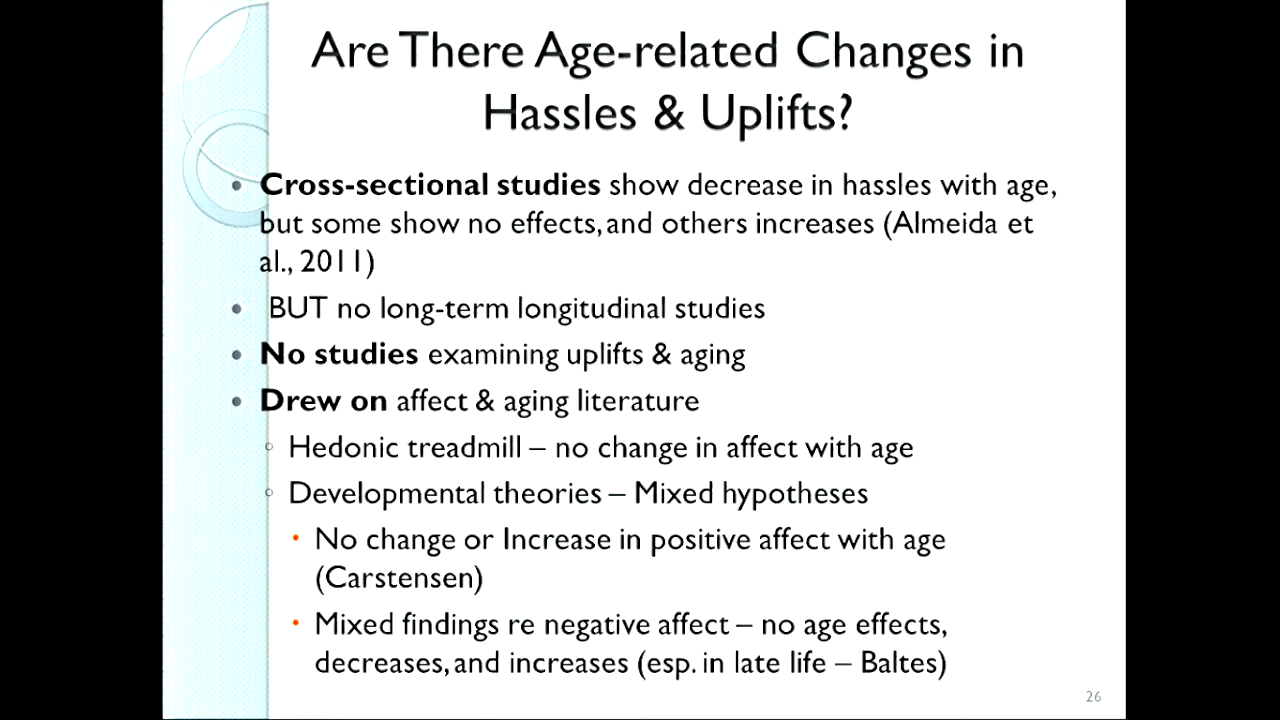 Are There Age-related Changes in
Hassles & Uplifts?
• Cross-sectional studies show decrease in hassles with age,
but some show no effects, and others increases (Almeida et
al., 2011)
• BUT no long-term longitudinal studies
• No studies examining uplifts & aging
• Drew on affect & aging literature
◦ Hedonic treadmill – no change in affect with age
◦ Developmental theories – Mixed hypotheses
• No change or Increase in positive affect with age
(Carstensen)
• Mixed findings re negative affect – no age effects,
decreases, and increases (esp. in late life – Baltes)
26